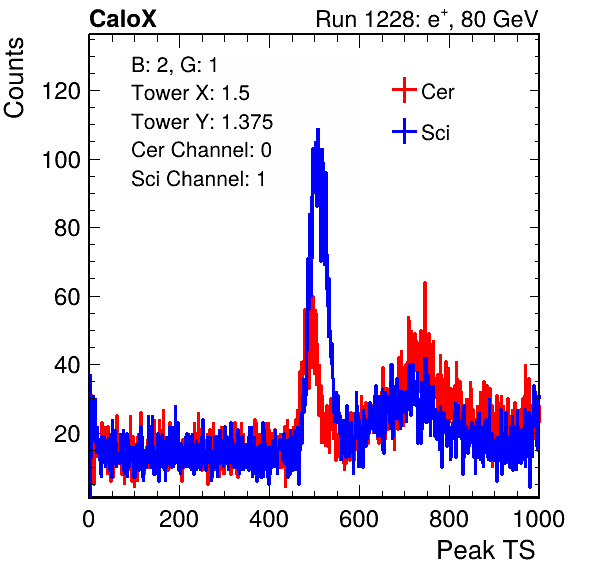 CaloX Run 1228: e⁺, 80 GeV
Counts
B: 2, G: 1
Tower X: 1.5
Tower Y: 1.375
Cer Channel: 0
Sci Channel: 1
Cer
Sci
120
100
80
60
40
20
0 200 400 600 800 1000
Peak TS